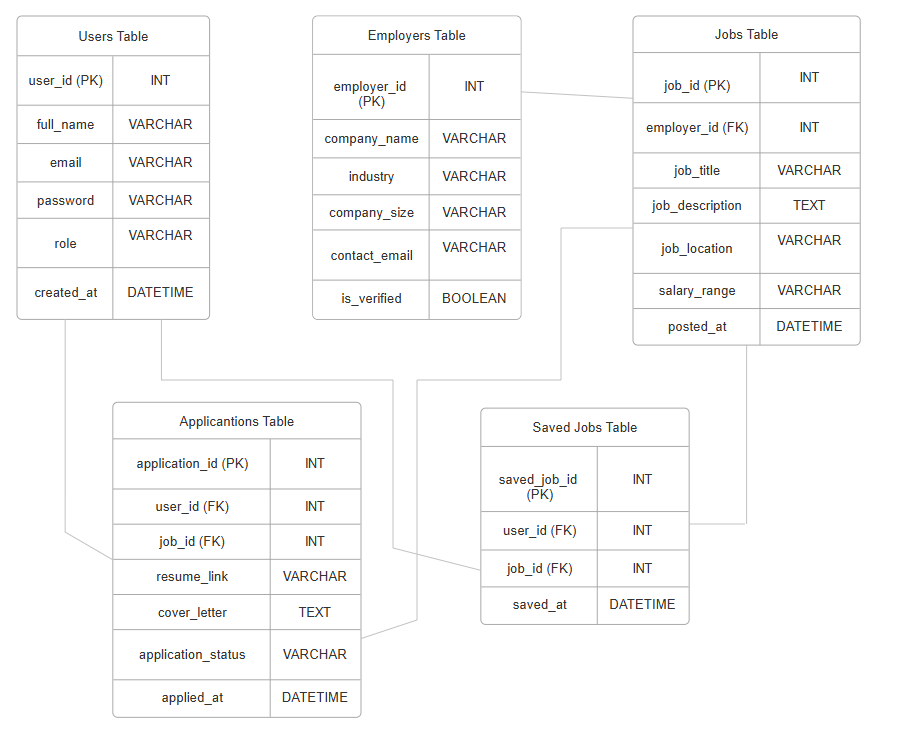 Users Table
user_id (PK) INT
full_name VARCHAR
email VARCHAR
password VARCHAR
role VARCHAR
created_at DATETIME
Employers Table
employer_id
(PK) INT
company_name VARCHAR
industry VARCHAR
company_size VARCHAR
contact_email VARCHAR
is_verified BOOLEAN
Jobs Table
job_id (PK) INT
employer_id (FK) INT
job_title VARCHAR
job_description TEXT
job_location VARCHAR
salary_range VARCHAR
posted_at DATETIME
Applicantions Table
application_id (PK) INT
user_id (FK) INT
job_id (FK) INT
resume_link VARCHAR
cover_letter TEXT
application_status VARCHAR
applied_at DATETIME
Saved Jobs Table
saved_job_id
(PK) INT
user_id (FK) INT
job_id (FK) INT
saved_at DATETIME